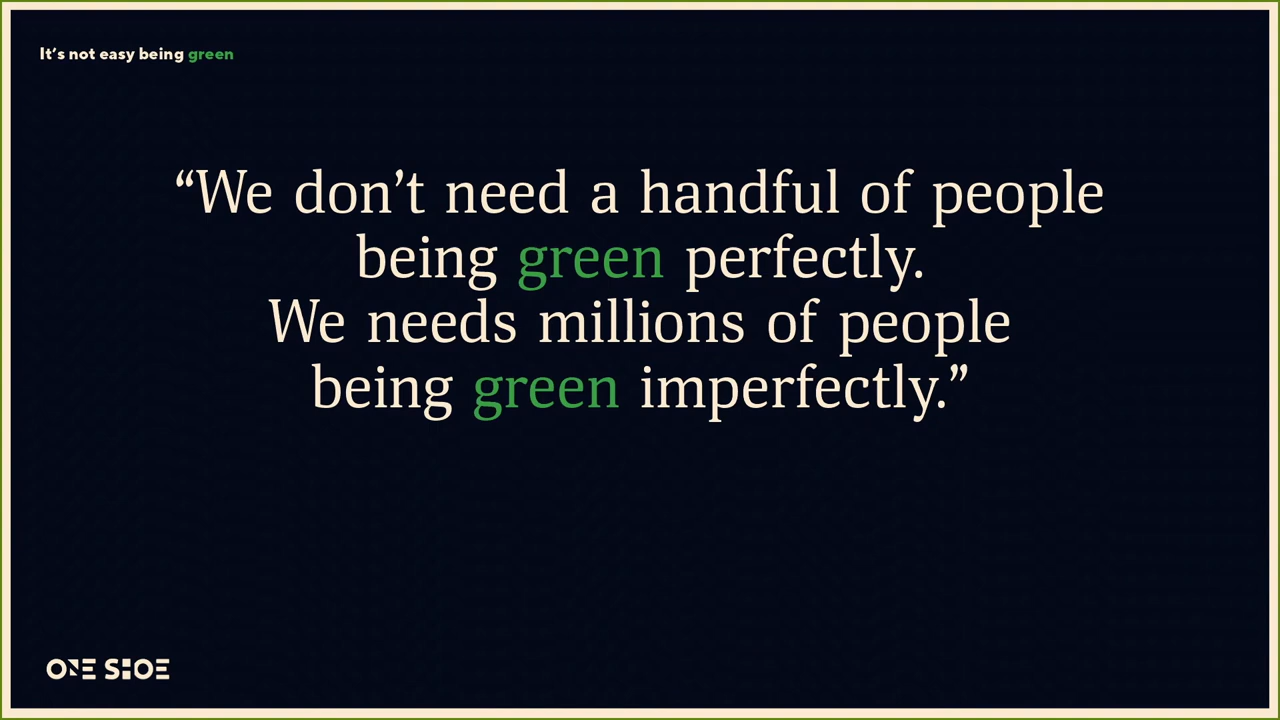 It's not easy being green
“We don’t need a handful of people
being green perfectly.
We needs millions of people
being green imperfectly.”
ONE SHOE